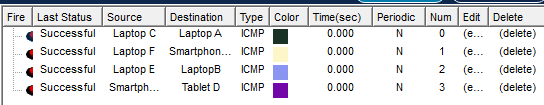 Fire Last Status Source Destination Type Color Time(sec) Periodic Num Edit Delete
Successful Laptop C Laptop A ICMP 0.000 N 0 (e... (delete)
Successful Laptop F Smartphon... ICMP 0.000 N 1 (e... (delete)
Successful Laptop E LaptopB ICMP 0.000 N 2 (e... (delete)
Successful Smartph... Tablet D ICMP 0.000 N 3 (e... (delete)